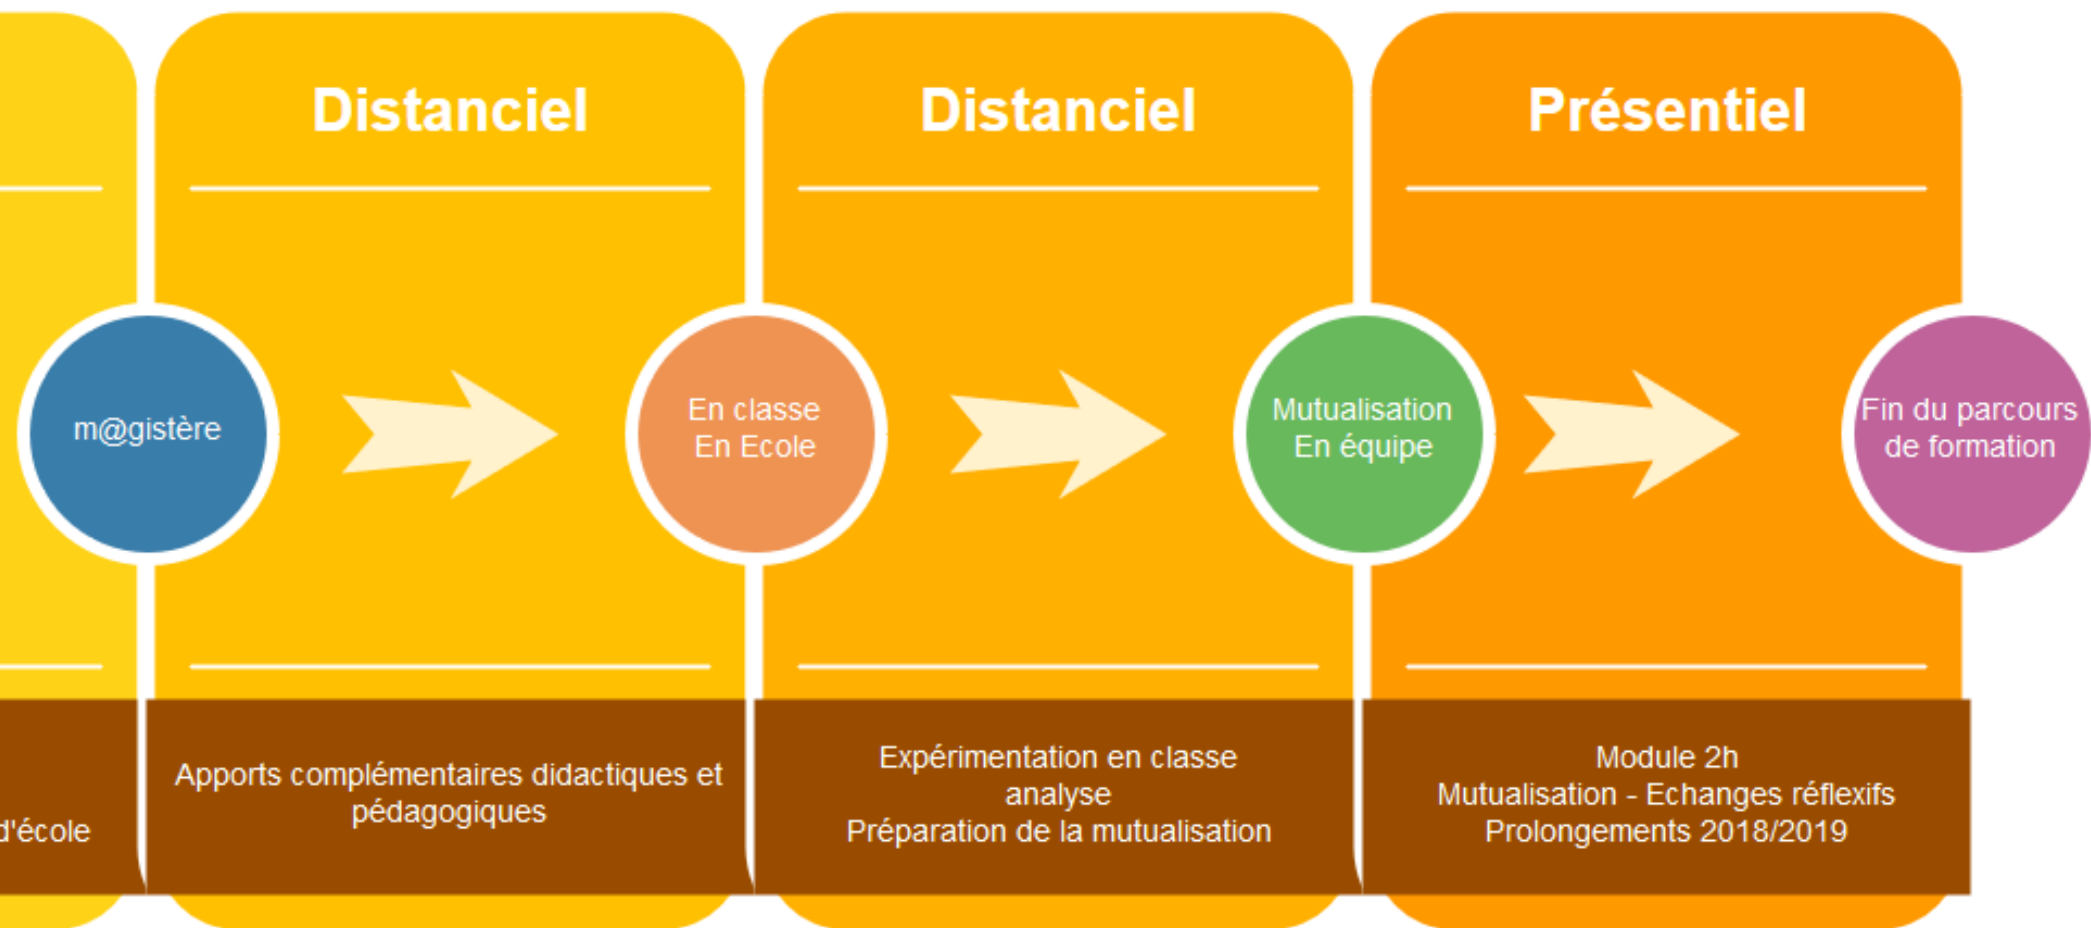 Distanciel
Distanciel
Présentiel
m@gistère
En classe
En Ecole
Mutualisation
En équipe
Fin du parcours
de formation
d'école
Apports complémentaires didactiques et
pédagogiques
Expérimentation en classe
analyse
Préparation de la mutualisation
Module 2h
Mutualisation - Echanges réflexifs
Prolongements 2018/2019